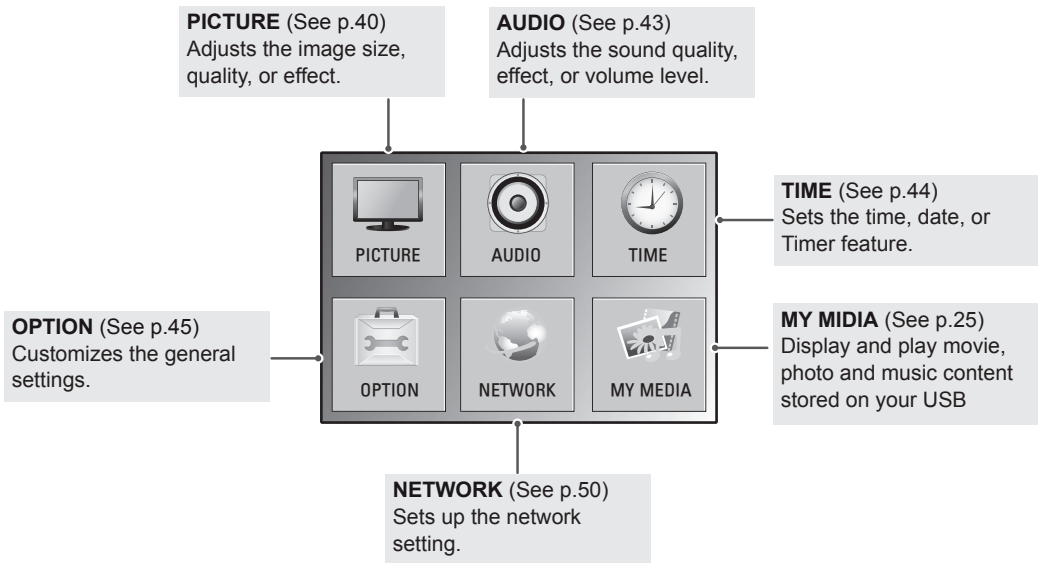 PICTURE (See p.40)
Adjusts the image size,
quality, or effect.
AUDIO (See p.43)
Adjusts the sound quality,
effect, or volume level.
PICTURE
AUDIO
TIME
TIME (See p.44)
Sets the time, date, or
Timer feature.
OPTION (See p.45)
Customizes the general
settings.
OPTION
NETWORK
MY MEDIA
MY MIDIA (See p.25)
Display and play movie,
photo and music content
stored on your USB
NETWORK (See p.50)
Sets up the network
setting.